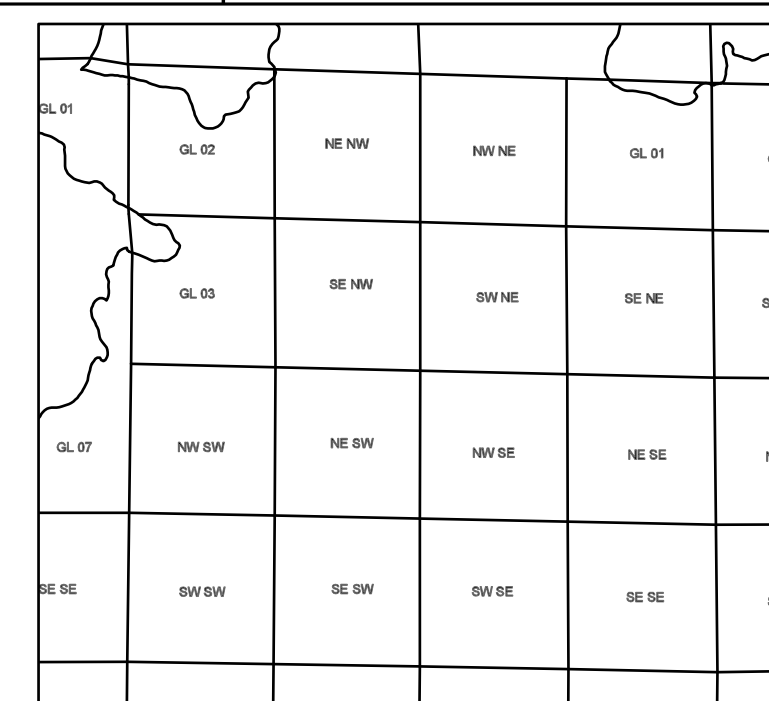 GL 01
GL 02
NE NW
NW NE
GL 01
GL 03
SE NW
SW NE
SE NE
GL 07
NW SW
NE SW
NW SE
NE SE
SE SE
SW SW
SE SW
SW SE
SE SE